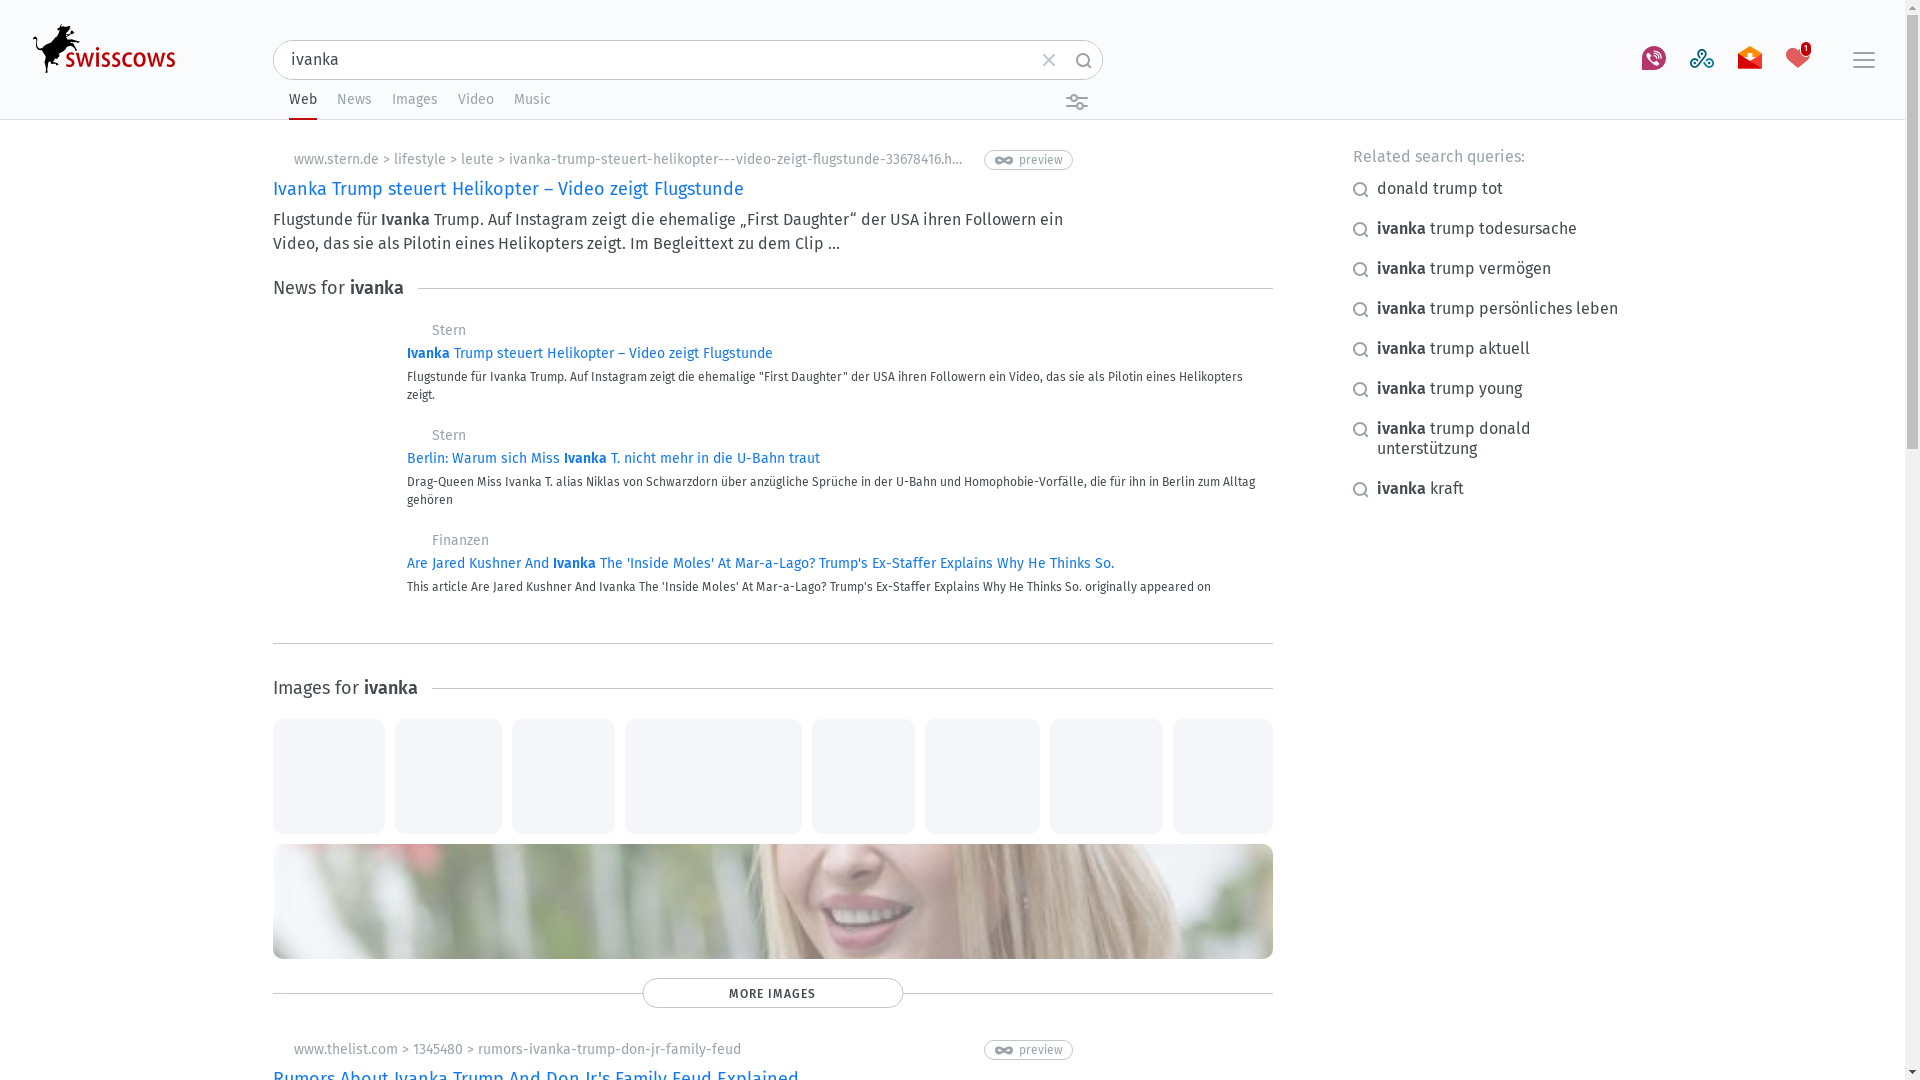 swisscows
ivanka
1
Web News Images Video Music
www.stern.de > lifestyle > leute > ivanka-trump-steuert-helikopter---video-zeigt-flugstunde-33678416.h...
preview
Ivanka Trump steuert Helikopter – Video zeigt Flugstunde
Flugstunde für Ivanka Trump. Auf Instagram zeigt die ehemalige „First Daughter“ der USA ihren Followern ein
Video, das sie als Pilotin eines Helikopters zeigt. Im Begleittext zu dem Clip ...
News for ivanka
Stern
Ivanka Trump steuert Helikopter – Video zeigt Flugstunde
Flugstunde für Ivanka Trump. Auf Instagram zeigt die ehemalige "First Daughter" der USA ihren Followern ein Video, das sie als Pilotin eines Helikopters
zeigt.
Stern
Berlin: Warum sich Miss Ivanka T. nicht mehr in die U-Bahn traut
Drag-Queen Miss Ivanka T. alias Niklas von Schwarzdorn über anzügliche Sprüche in der U-Bahn und Homophobie-Vorfälle, die für ihn in Berlin zum Alltag
gehören
Finanzen
Are Jared Kushner And Ivanka The 'Inside Moles' At Mar-a-Lago? Trump's Ex-Staffer Explains Why He Thinks So.
This article Are Jared Kushner And Ivanka The 'Inside Moles' At Mar-a-Lago? Trump's Ex-Staffer Explains Why He Thinks So. originally appeared on
Images for ivanka
MORE IMAGES
www.thelist.com > 1345480 > rumors-ivanka-trump-don-jr-family-feud
preview
Rumors About Ivanka Trump And Don Jr's Family Feud Explained
Related search queries:
donald trump tot
ivanka trump todesursache
ivanka trump vermögen
ivanka trump persönliches leben
ivanka trump aktuell
ivanka trump young
ivanka trump donald
unterstützung
ivanka kraft